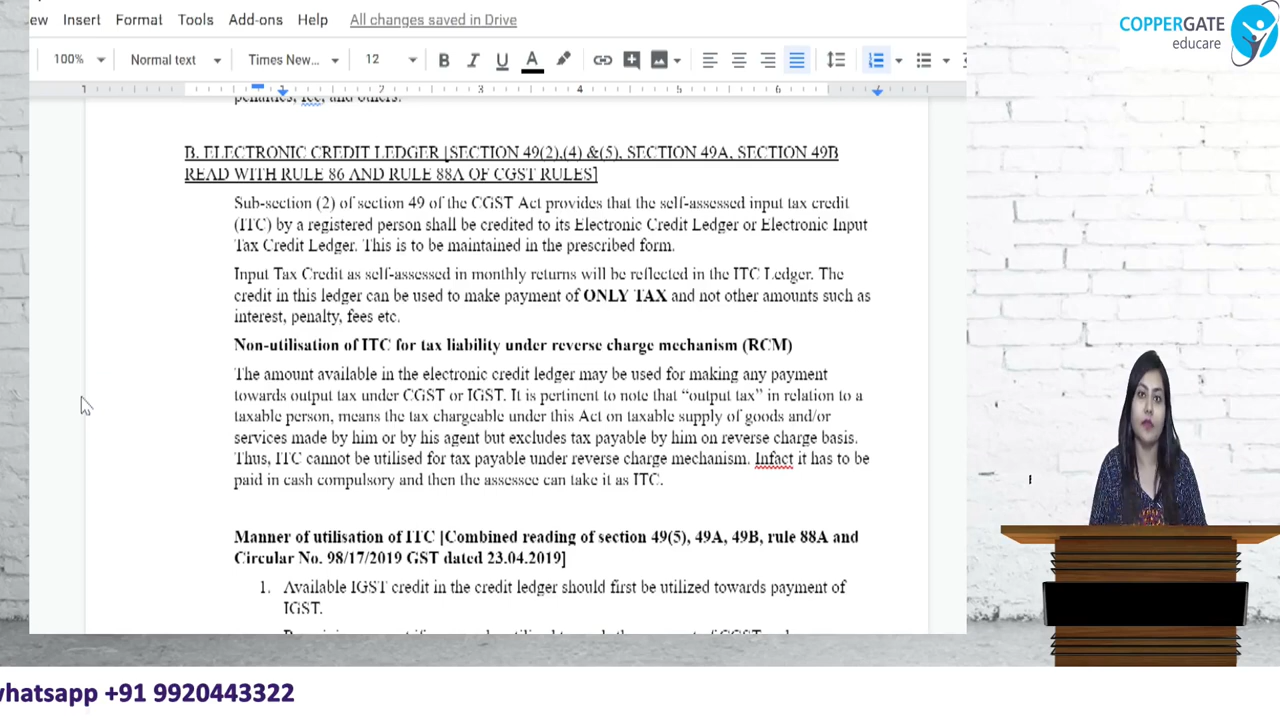 ew Insert Format Tools Add-ons Help All changes saved in Drive
100% Normal text Times New... 12 B I U A
1 1 2 3 4 5 6 7
penalties, fee, and others.
B. ELECTRONIC CREDIT LEDGER [SECTION 49(2),(4) &(5), SECTION 49A, SECTION 49B
READ WITH RULE 86 AND RULE 88A OF CGST RULES]
Sub-section (2) of section 49 of the CGST Act provides that the self-assessed input tax credit
(ITC) by a registered person shall be credited to its Electronic Credit Ledger or Electronic Input
Tax Credit Ledger. This is to be maintained in the prescribed form.
Input Tax Credit as self-assessed in monthly returns will be reflected in the ITC Ledger. The
credit in this ledger can be used to make payment of ONLY TAX and not other amounts such as
interest, penalty, fees etc.
Non-utilisation of ITC for tax liability under reverse charge mechanism (RCM)
The amount available in the electronic credit ledger may be used for making any payment
towards output tax under CGST or IGST. It is pertinent to note that “output tax” in relation to a
taxable person, means the tax chargeable under this Act on taxable supply of goods and/or
services made by him or by his agent but excludes tax payable by him on reverse charge basis.
Thus, ITC cannot be utilised for tax payable under reverse charge mechanism. Infact it has to be
paid in cash compulsory and then the assessee can take it as ITC.
Manner of utilisation of ITC [Combined reading of section 49(5), 49A, 49B, rule 88A and
Circular No. 98/17/2019 GST dated 23.04.2019]
1. Available IGST credit in the credit ledger should first be utilized towards payment of
IGST.
COPPERGATE
educare
whatsapp +91 9920443322